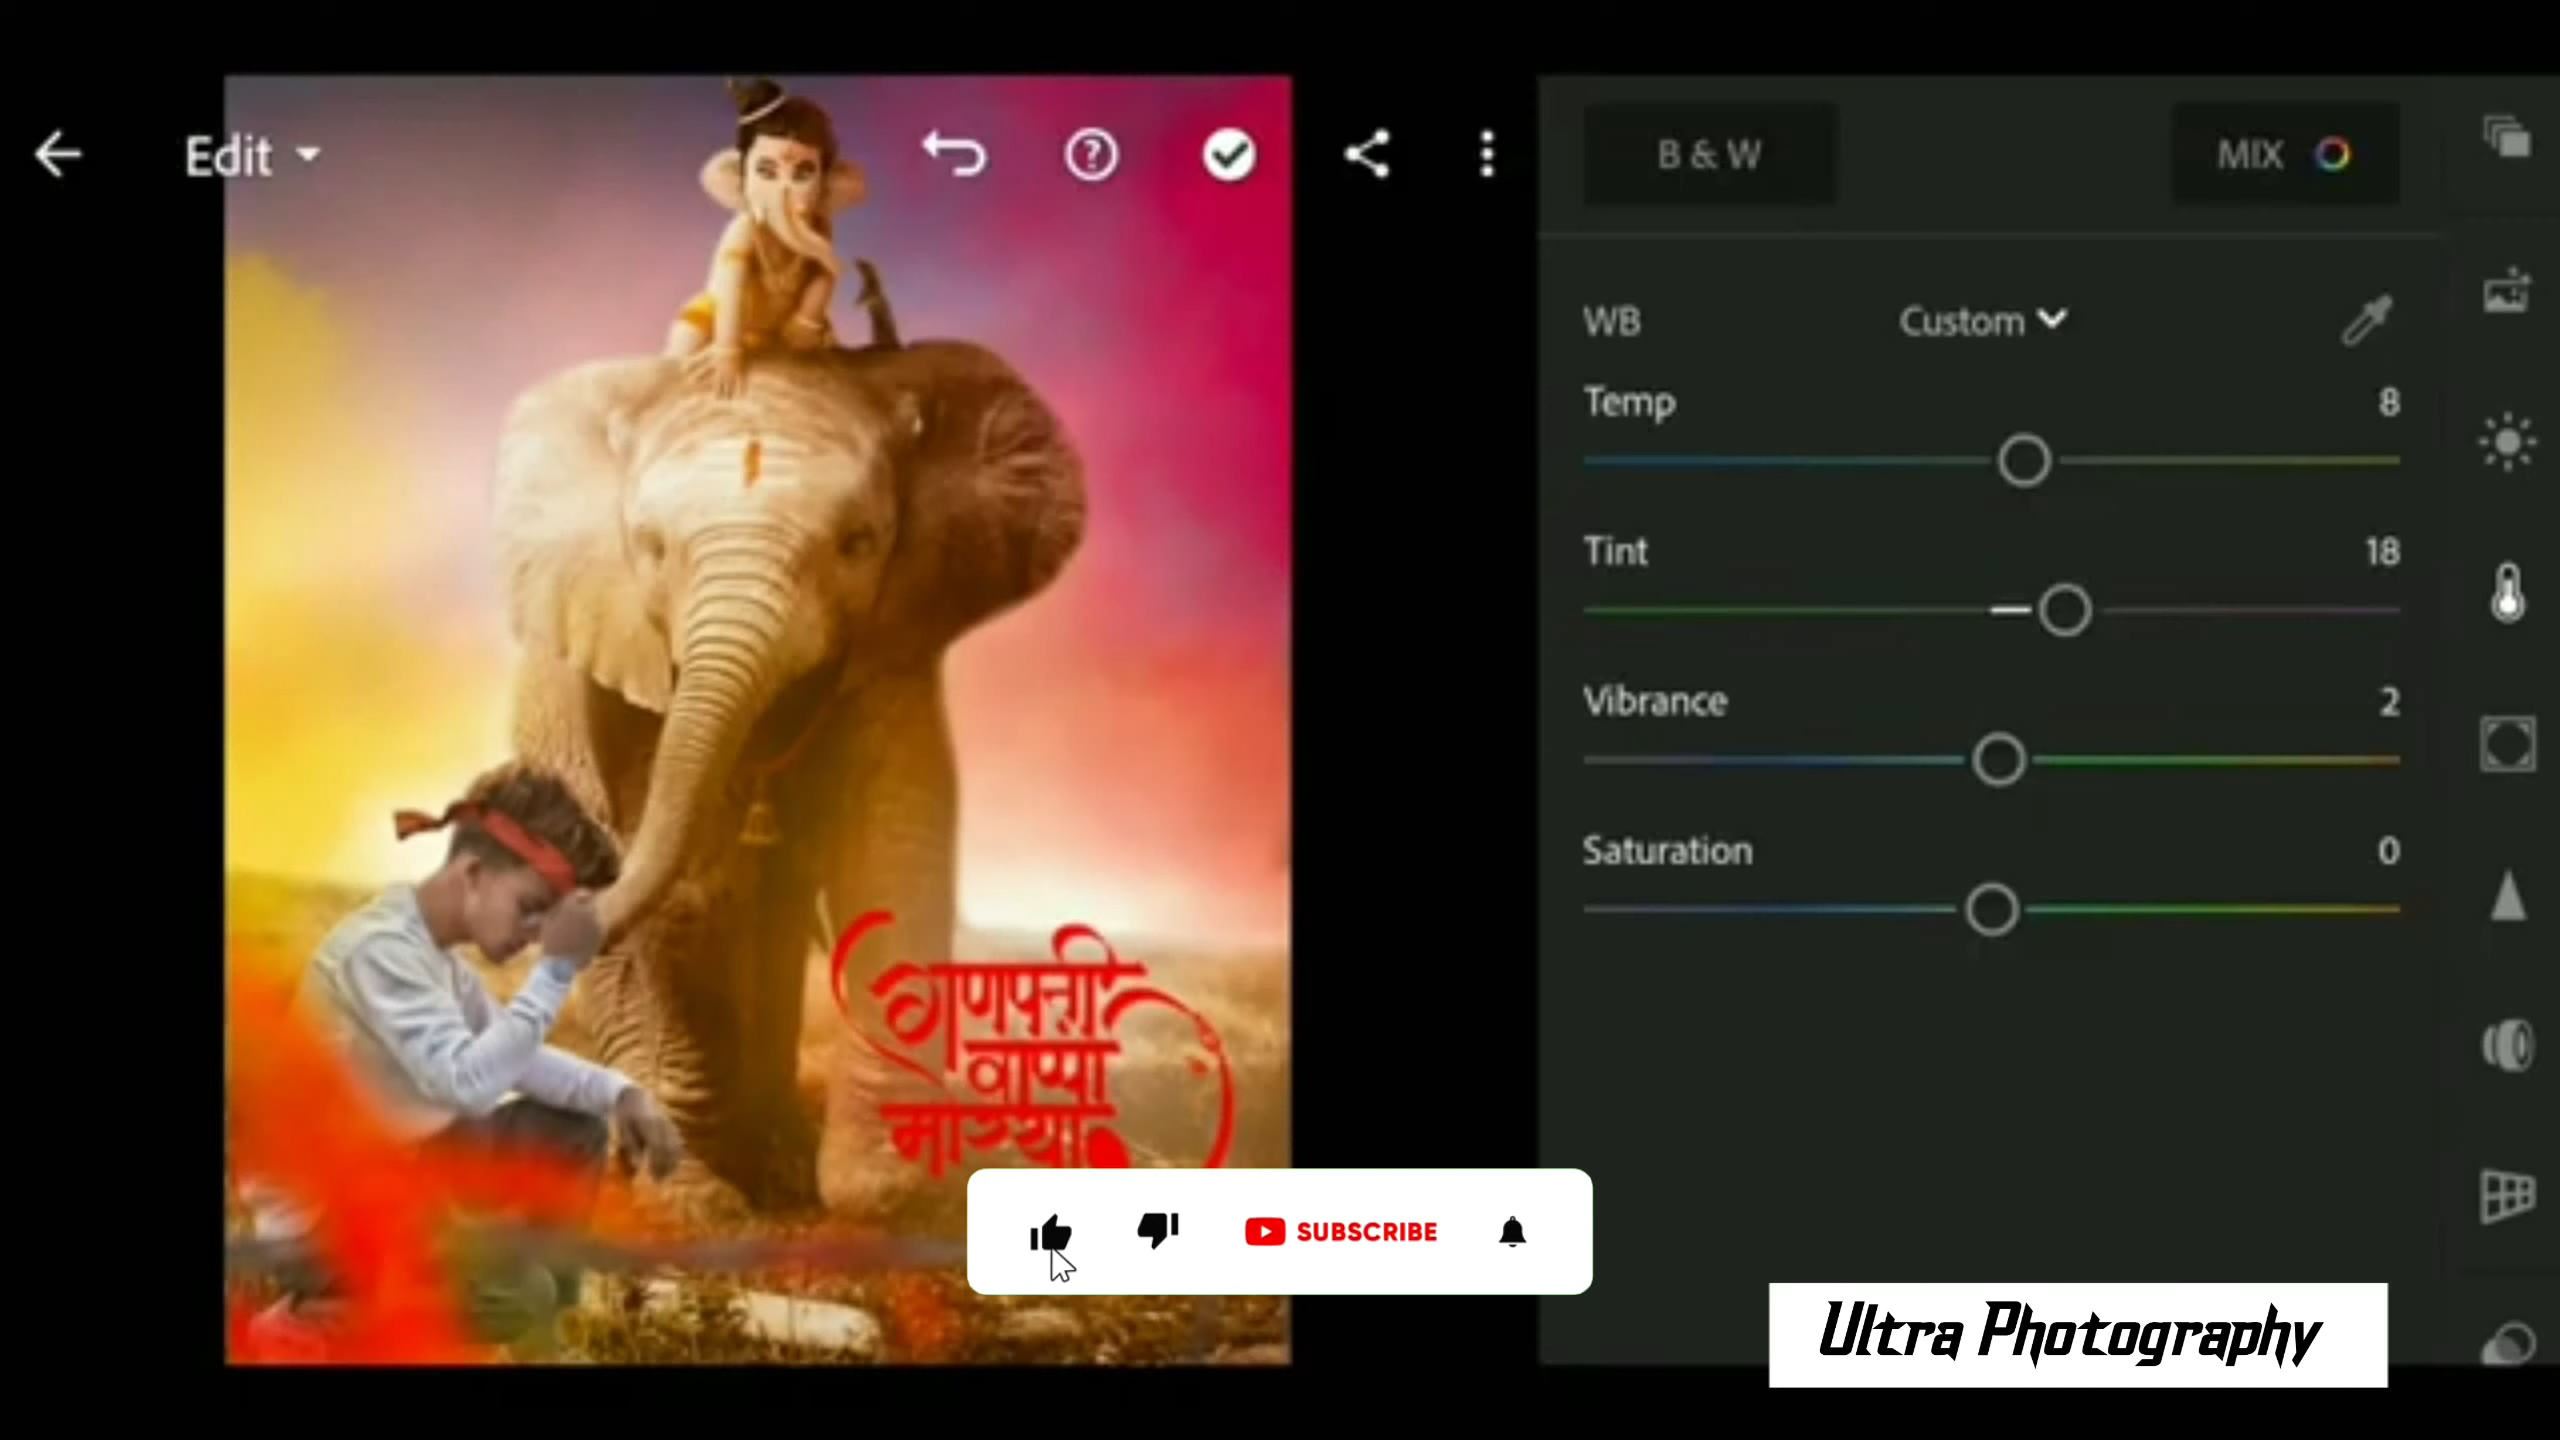 Edit
B & W
MIX
WB
Custom
Temp
8
Tint
18
Vibrance
2
Saturation
0
गणपती
बाप्पा
मोरया
SUBSCRIBE
Ultra Photography